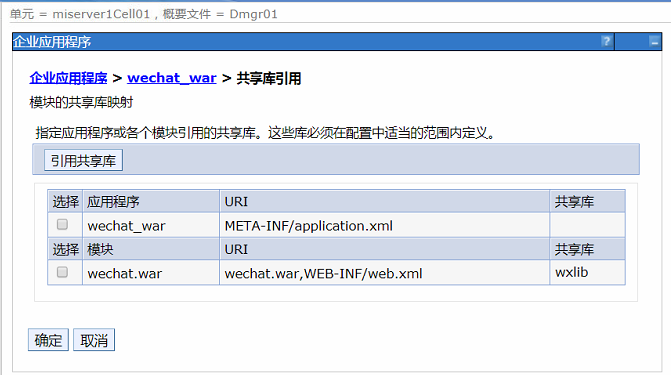 单元 = miserver1Cell01，概要文件 = Dmgr01
企业应用程序 ?
企业应用程序 > wechat_war > 共享库引用
模块的共享库映射
指定应用程序或各个模块引用的共享库。这些库必须在配置中适当的范围内定义。
引用共享库
选择 应用程序 URI 共享库
wechat_war META-INF/application.xml
选择 模块 URI 共享库
wechat.war wechat.war,WEB-INF/web.xml wxlib
确定 取消